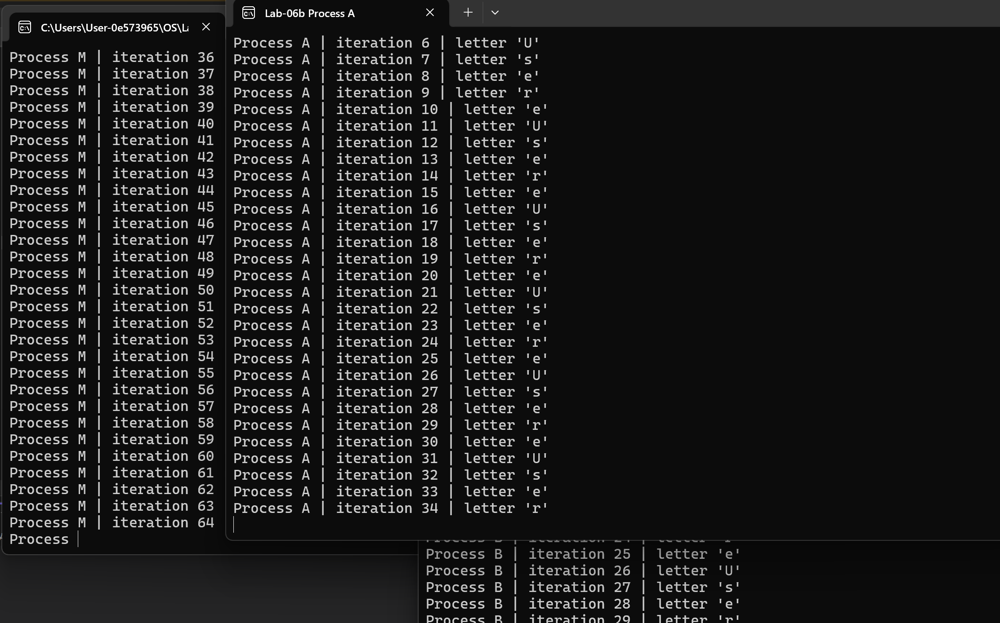 C:\Users\User-0e573965\OS\La
Process M | iteration 36
Process M | iteration 37
Process M | iteration 38
Process M | iteration 39
Process M | iteration 40
Process M | iteration 41
Process M | iteration 42
Process M | iteration 43
Process M | iteration 44
Process M | iteration 45
Process M | iteration 46
Process M | iteration 47
Process M | iteration 48
Process M | iteration 49
Process M | iteration 50
Process M | iteration 51
Process M | iteration 52
Process M | iteration 53
Process M | iteration 54
Process M | iteration 55
Process M | iteration 56
Process M | iteration 57
Process M | iteration 58
Process M | iteration 59
Process M | iteration 60
Process M | iteration 61
Process M | iteration 62
Process M | iteration 63
Process M | iteration 64
Process
Lab-06b Process A
Process A | iteration 6 | letter 'U'
Process A | iteration 7 | letter 's'
Process A | iteration 8 | letter 'e'
Process A | iteration 9 | letter 'r'
Process A | iteration 10 | letter 'e'
Process A | iteration 11 | letter 'U'
Process A | iteration 12 | letter 's'
Process A | iteration 13 | letter 'e'
Process A | iteration 14 | letter 'r'
Process A | iteration 15 | letter 'e'
Process A | iteration 16 | letter 'U'
Process A | iteration 17 | letter 's'
Process A | iteration 18 | letter 'e'
Process A | iteration 19 | letter 'r'
Process A | iteration 20 | letter 'e'
Process A | iteration 21 | letter 'U'
Process A | iteration 22 | letter 's'
Process A | iteration 23 | letter 'e'
Process A | iteration 24 | letter 'r'
Process A | iteration 25 | letter 'e'
Process A | iteration 26 | letter 'U'
Process A | iteration 27 | letter 's'
Process A | iteration 28 | letter 'e'
Process A | iteration 29 | letter 'r'
Process A | iteration 30 | letter 'e'
Process A | iteration 31 | letter 'U'
Process A | iteration 32 | letter 's'
Process A | iteration 33 | letter 'e'
Process A | iteration 34 | letter 'r'
Process B | iteration 24 | letter 'r'
Process B | iteration 25 | letter 'e'
Process B | iteration 26 | letter 'U'
Process B | iteration 27 | letter 's'
Process B | iteration 28 | letter 'e'
Process B | iteration 29 | letter 'r'